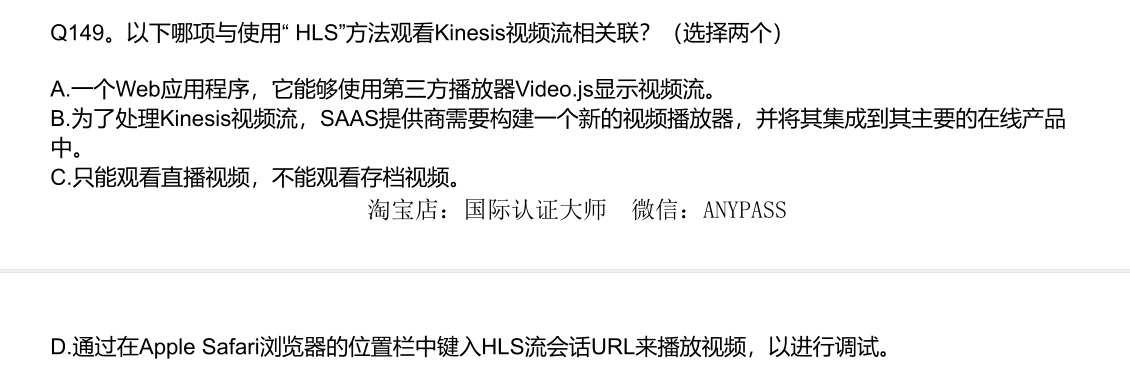 Q149。以下哪项与使用“ HLS”方法观看Kinesis视频流相关联？（选择两个）
A.一个Web应用程序，它能够使用第三方播放器Video.js显示视频流。
B.为了处理Kinesis视频流，SAAS提供商需要构建一个新的视频播放器，并将其集成到其主要的在线产品
中。
C.只能观看直播视频，不能观看存档视频。
淘宝店：国际认证大师 微信：ANYPASS
D.通过在Apple Safari浏览器的位置栏中键入HLS流会话URL来播放视频，以进行调试。